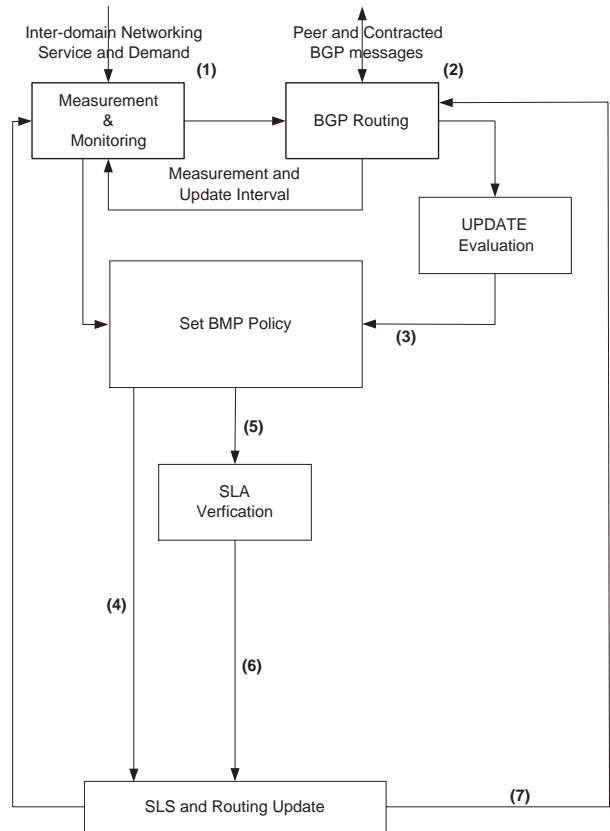 Inter-domain Networking
Service and Demand
Peer and Contracted
BGP messages
(1)
(2)
Measurement
&
Monitoring
BGP Routing
Measurement and
Update Interval
UPDATE
Evaluation
Set BMP Policy
(3)
(5)
SLA
Verfication
(4)
(6)
SLS and Routing Update
(7)